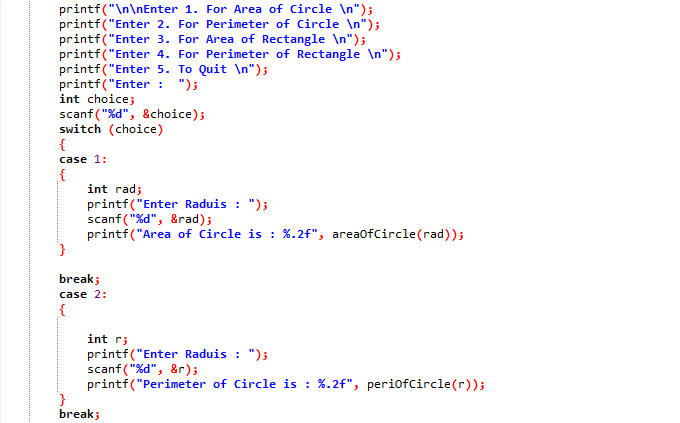 printf("\n\nEnter 1. For Area of Circle \n");
printf("Enter 2. For Perimeter of Circle \n");
printf("Enter 3. For Area of Rectangle \n");
printf("Enter 4. For Perimeter of Rectangle \n");
printf("Enter 5. To Quit \n");
printf("Enter :  ");
int choice;
scanf("%d", &choice);
switch (choice)
{
case 1:
{
    int rad;
    printf("Enter Raduis : ");
    scanf("%d", &rad);
    printf("Area of Circle is : %.2f", areaOfCircle(rad));
}

break;
case 2:
{

    int r;
    printf("Enter Raduis : ");
    scanf("%d", &r);
    printf("Perimeter of Circle is : %.2f", periOfCircle(r));
}
break;